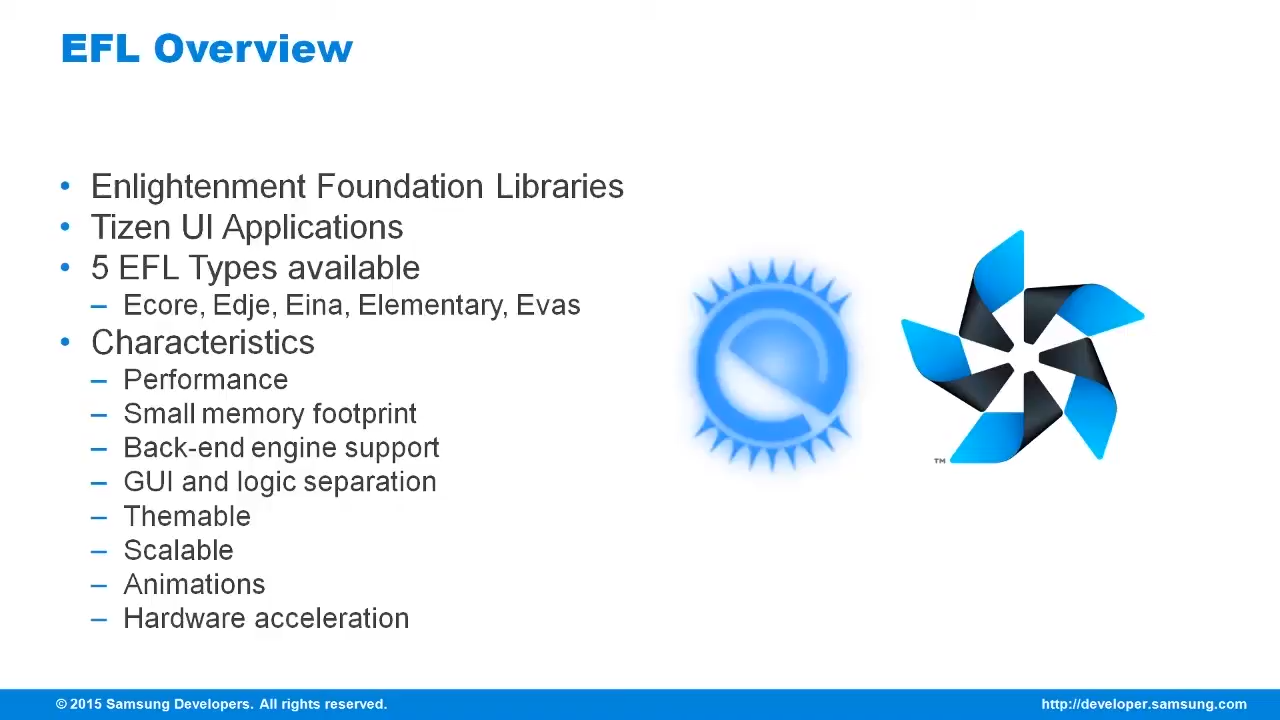 EFL Overview
• Enlightenment Foundation Libraries
• Tizen UI Applications
• 5 EFL Types available
– Ecore, Edje, Eina, Elementary, Evas
• Characteristics
– Performance
– Small memory footprint
– Back-end engine support
– GUI and logic separation
– Themable
– Scalable
– Animations
– Hardware acceleration
TM
© 2015 Samsung Developers. All rights reserved.
http://developer.samsung.com